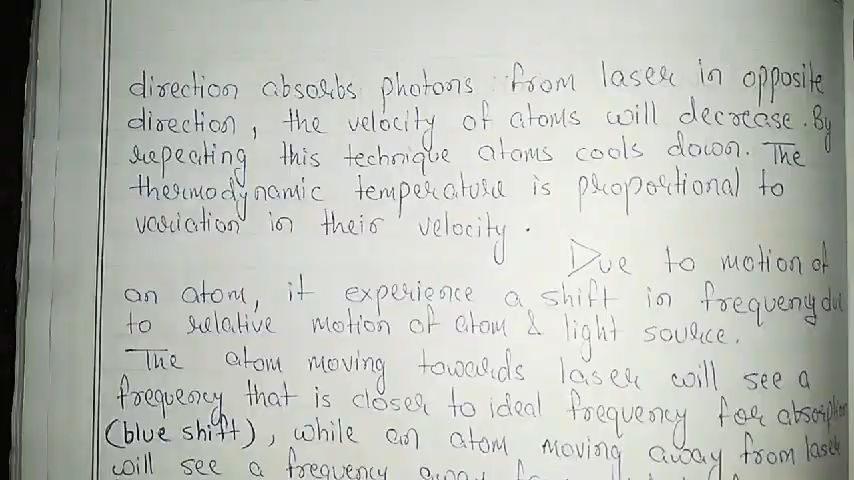 direction absorbs photons from laser in opposite
direction, the velocity of atoms will decrease. By
repeating this technique atoms cools down. The
thermodynamic temperature is proportional to
variation in their velocity.
Due to motion of
an atom, it experience a shift in frequeny due
to relative motion of atom & light source.
The atom moving towards laser will see a
frequency that is closer to ideal frequency for absorption
(blue shift), while an atom moving away from laser
will see a frequency away